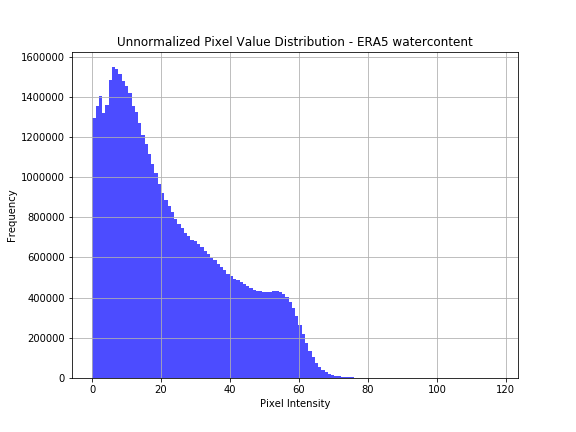 Unnormalized Pixel Value Distribution - ERA5 watercontent
1600000
1400000
1200000
1000000
800000
600000
400000
200000
0
Frequency
0 20 40 60 80 100 120
Pixel Intensity